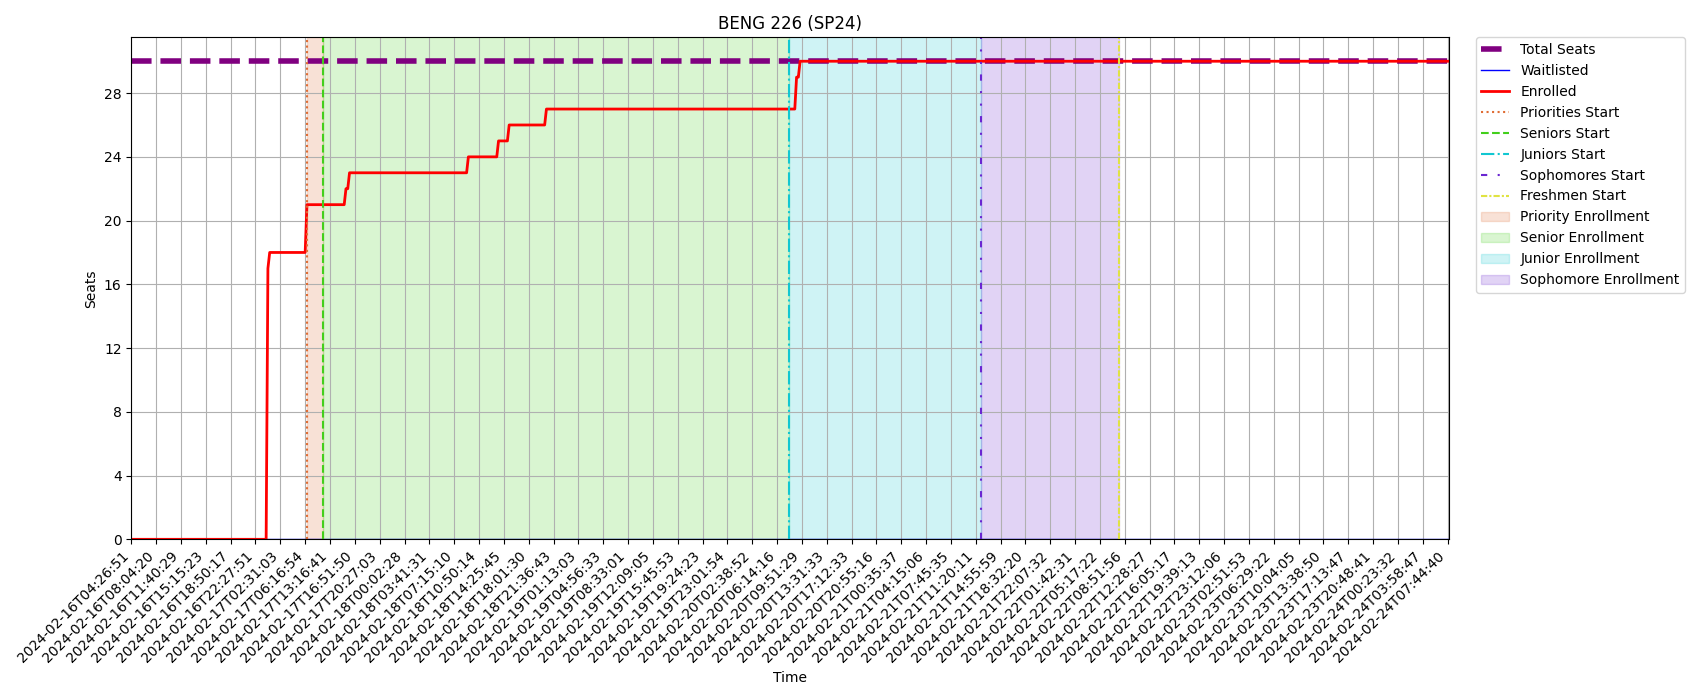 BENG 226 (SP24)
Total Seats
Waitlisted
Enrolled
Priorities Start
Seniors Start
Juniors Start
Sophomores Start
Freshmen Start
Priority Enrollment
Senior Enrollment
Junior Enrollment
Sophomore Enrollment
Seats
28
24
20
16
12
8
4
0
2024-02-16T04:26:51
2024-02-16T08:04:20
2024-02-16T11:40:29
2024-02-16T15:15:23
2024-02-16T18:50:17
2024-02-16T22:27:51
2024-02-17T02:31:03
2024-02-17T06:16:54
2024-02-17T13:16:41
2024-02-17T16:51:50
2024-02-17T20:27:03
2024-02-18T00:02:28
2024-02-18T03:41:31
2024-02-18T07:15:10
2024-02-18T10:50:14
2024-02-18T14:25:45
2024-02-18T18:01:30
2024-02-18T21:36:43
2024-02-19T01:13:03
2024-02-19T04:56:33
2024-02-19T08:33:01
2024-02-19T12:09:05
2024-02-19T15:45:53
2024-02-19T19:24:23
2024-02-19T23:01:54
2024-02-20T02:38:52
2024-02-20T06:14:16
2024-02-20T09:51:29
2024-02-20T13:31:33
2024-02-20T17:12:33
2024-02-20T20:55:16
2024-02-21T00:35:37
2024-02-21T04:15:06
2024-02-21T07:45:35
2024-02-21T11:20:11
2024-02-21T14:55:59
2024-02-21T18:32:20
2024-02-21T22:07:32
2024-02-22T01:42:31
2024-02-22T05:17:22
2024-02-22T08:51:56
2024-02-22T12:28:27
2024-02-22T16:05:17
2024-02-22T19:39:13
2024-02-22T23:12:06
2024-02-23T02:51:53
2024-02-23T06:29:22
2024-02-23T10:04:05
2024-02-23T13:38:50
2024-02-23T17:13:47
2024-02-23T20:48:41
2024-02-24T00:23:32
2024-02-24T03:58:47
2024-02-24T07:44:40
Time